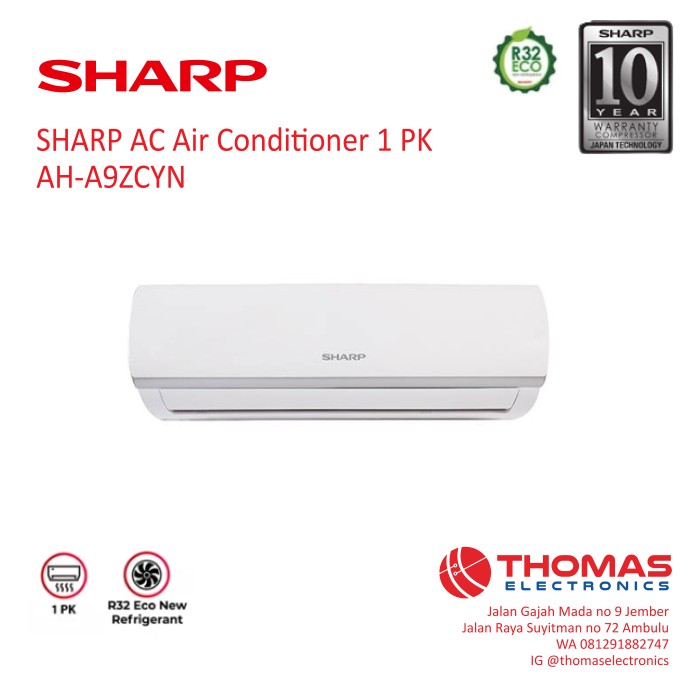 SHARP
SHARP AC Air Conditioner 1 PK
AH-A9ZCYN
R32
ECO
SHARP
10
YEAR
WARRANTY
COMPRESSOR
JAPAN TECHNOLOGY
SHARP
1 PK
R32 Eco New
Refrigerant
THOMAS
ELECTRONICS
Jalan Gajah Mada no 9 Jember
Jalan Raya Suyitman no 72 Ambulu
WA 081291882747
IG @thomaselectronics